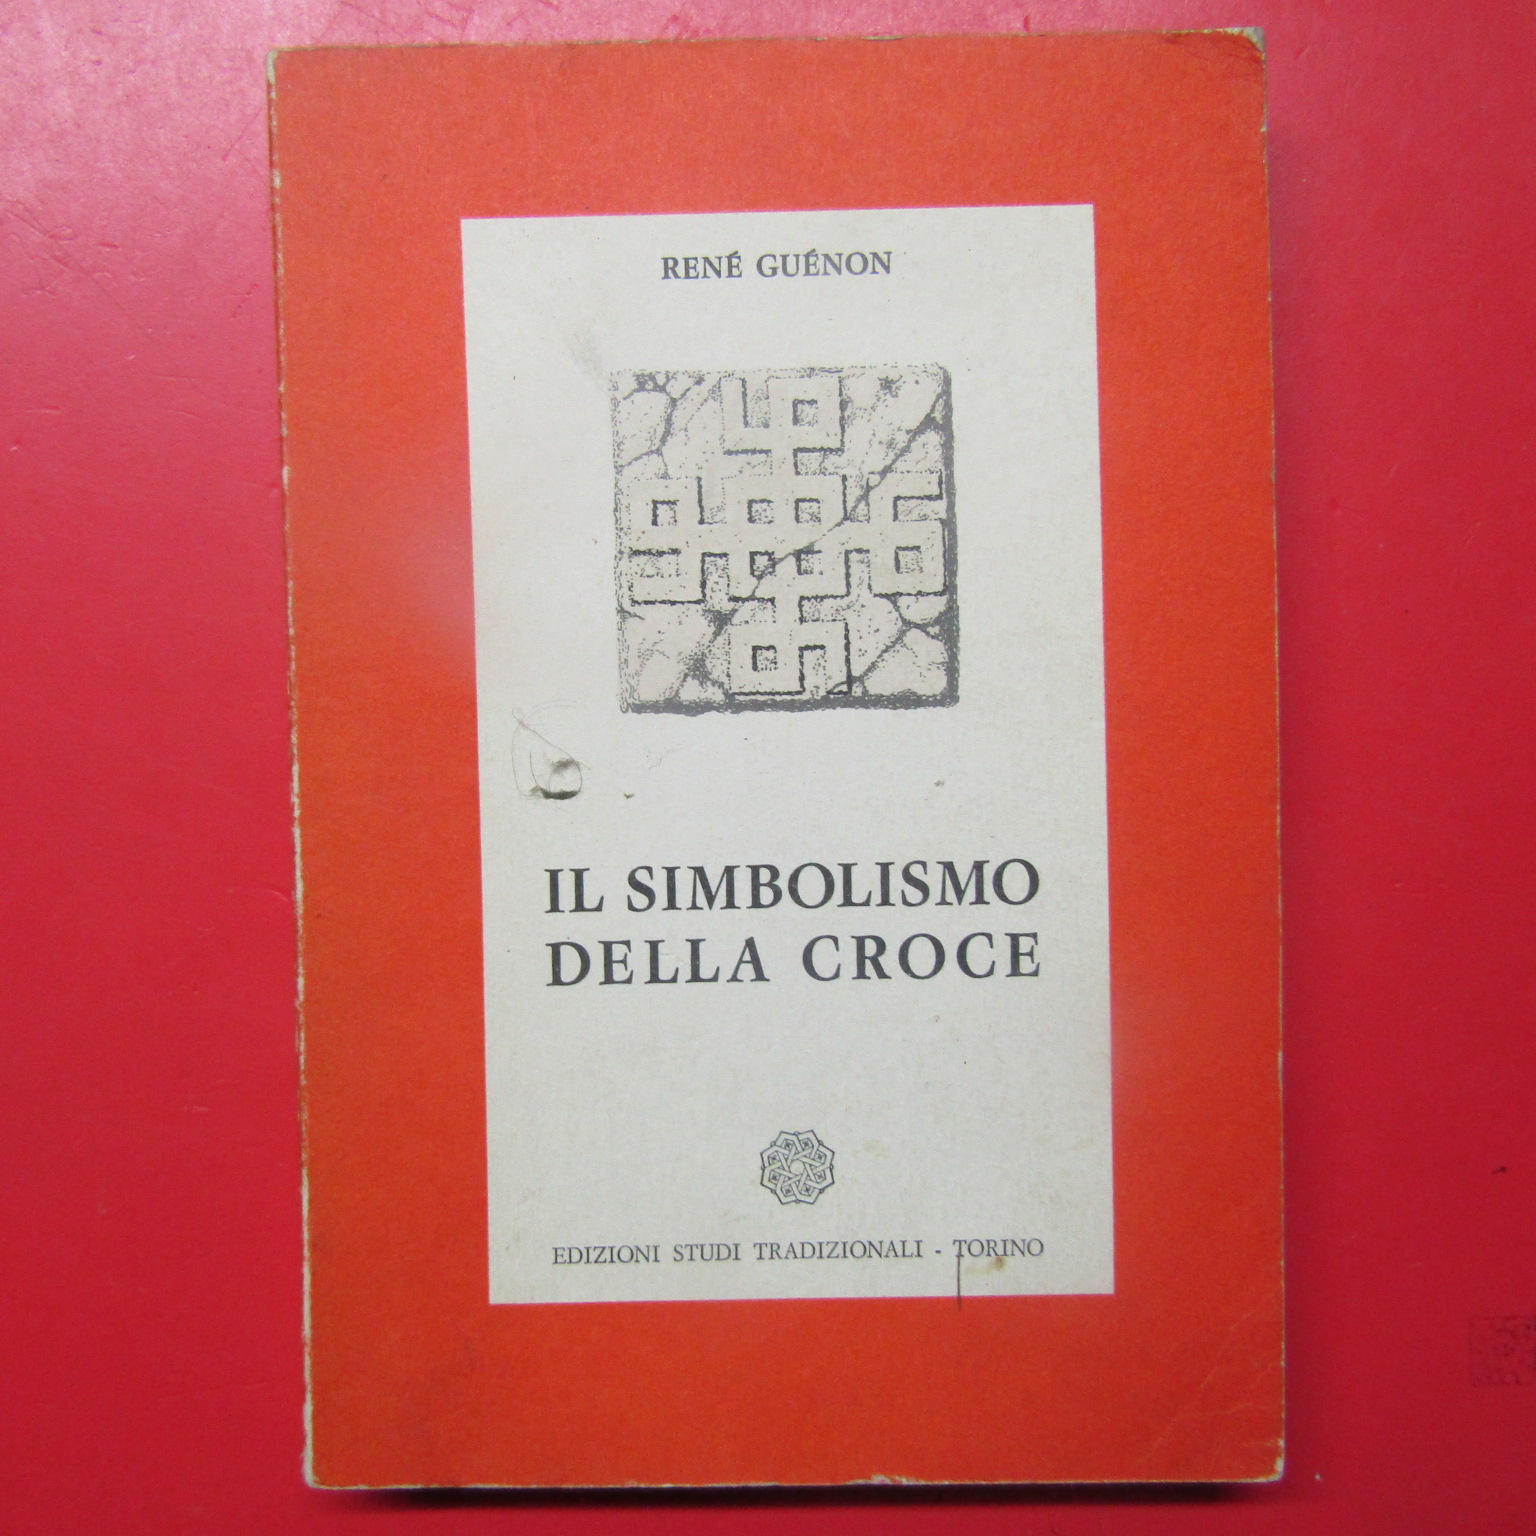 RENÉ GUÉNON
IL SIMBOLISMO
DELLA CROCE
EDIZIONI STUDI TRADIZIONALI - TORINO